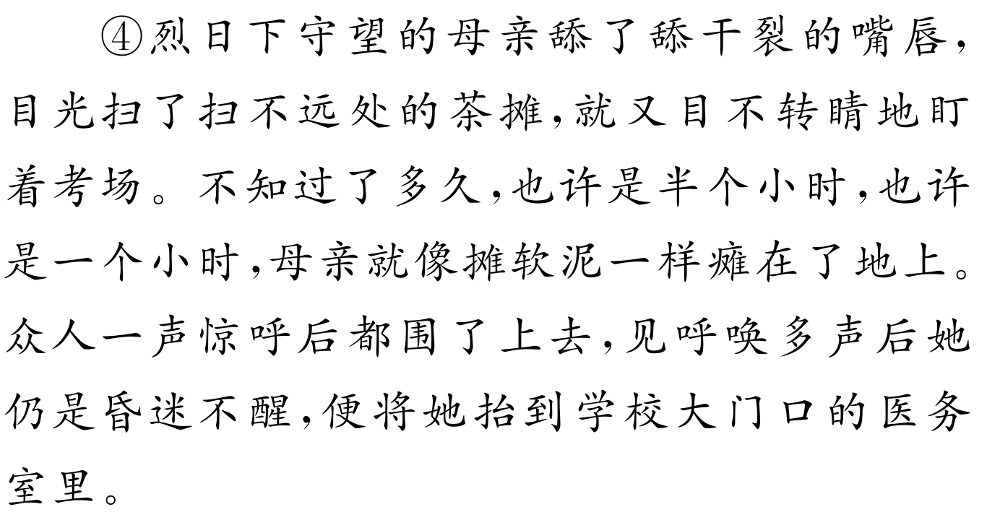 ④烈日下守望的母亲舔了舔干裂的嘴唇，
目光扫了扫不远处的茶摊，就又目不转睛地盯
着考场。不知过了多久，也许是半个小时，也许
是一个小时，母亲就像摊软泥一样瘫在了地上。
众人一声惊呼后都围了上去，见呼唤多声后她
仍是昏迷不醒，便将她抬到学校大门口的医务
室里。